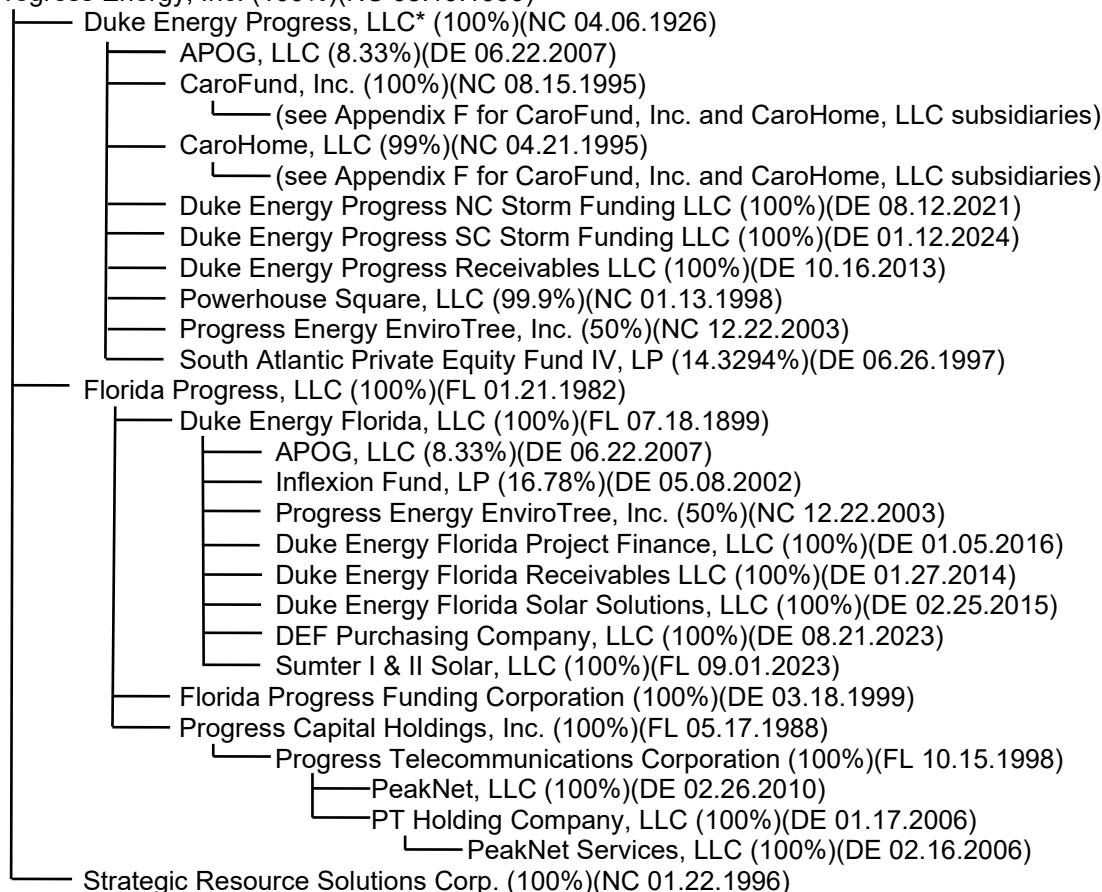 Duke Energy Progress, LLC* (100%)(NC 04.06.1926)
APOG, LLC (8.33%)(DE 06.22.2007)
CaroFund, Inc. (100%)(NC 08.15.1995)
(see Appendix F for CaroFund, Inc. and CaroHome, LLC subsidiaries)
CaroHome, LLC (99%)(NC 04.21.1995)
(see Appendix F for CaroFund, Inc. and CaroHome, LLC subsidiaries)
Duke Energy Progress NC Storm Funding LLC (100%)(DE 08.12.2021)
Duke Energy Progress SC Storm Funding LLC (100%)(DE 01.12.2024)
Duke Energy Progress Receivables LLC (100%)(DE 10.16.2013)
Powerhouse Square, LLC (99.9%)(NC 01.13.1998)
Progress Energy EnviroTree, Inc. (50%)(NC 12.22.2003)
South Atlantic Private Equity Fund IV, LP (14.3294%)(DE 06.26.1997)
Florida Progress, LLC (100%)(FL 01.21.1982)
Duke Energy Florida, LLC (100%)(FL 07.18.1899)
APOG, LLC (8.33%)(DE 06.22.2007)
Inflexion Fund, LP (16.78%)(DE 05.08.2002)
Progress Energy EnviroTree, Inc. (50%)(NC 12.22.2003)
Duke Energy Florida Project Finance, LLC (100%)(DE 01.05.2016)
Duke Energy Florida Receivables LLC (100%)(DE 01.27.2014)
Duke Energy Florida Solar Solutions, LLC (100%)(DE 02.25.2015)
DEF Purchasing Company, LLC (100%)(DE 08.21.2023)
Sumter I & II Solar, LLC (100%)(FL 09.01.2023)
Florida Progress Funding Corporation (100%)(DE 03.18.1999)
Progress Capital Holdings, Inc. (100%)(FL 05.17.1988)
Progress Telecommunications Corporation (100%)(FL 10.15.1998)
PeakNet, LLC (100%)(DE 02.26.2010)
PT Holding Company, LLC (100%)(DE 01.17.2006)
PeakNet Services, LLC (100%)(DE 02.16.2006)
Strategic Resource Solutions Corp. (100%)(NC 01.22.1996)